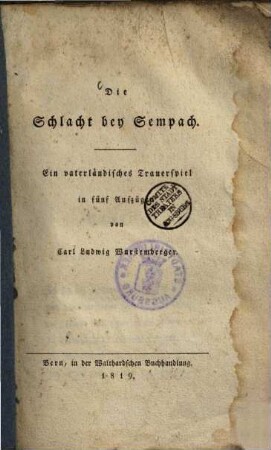 Die
Schlacht bey Sempach.
Ein vaterländisches Trauerspiel
in fünf Aufzügen
von
Carl Ludwig Wurstemberger.
Bern, in der Walthardschen Buchhandlung.
1819.